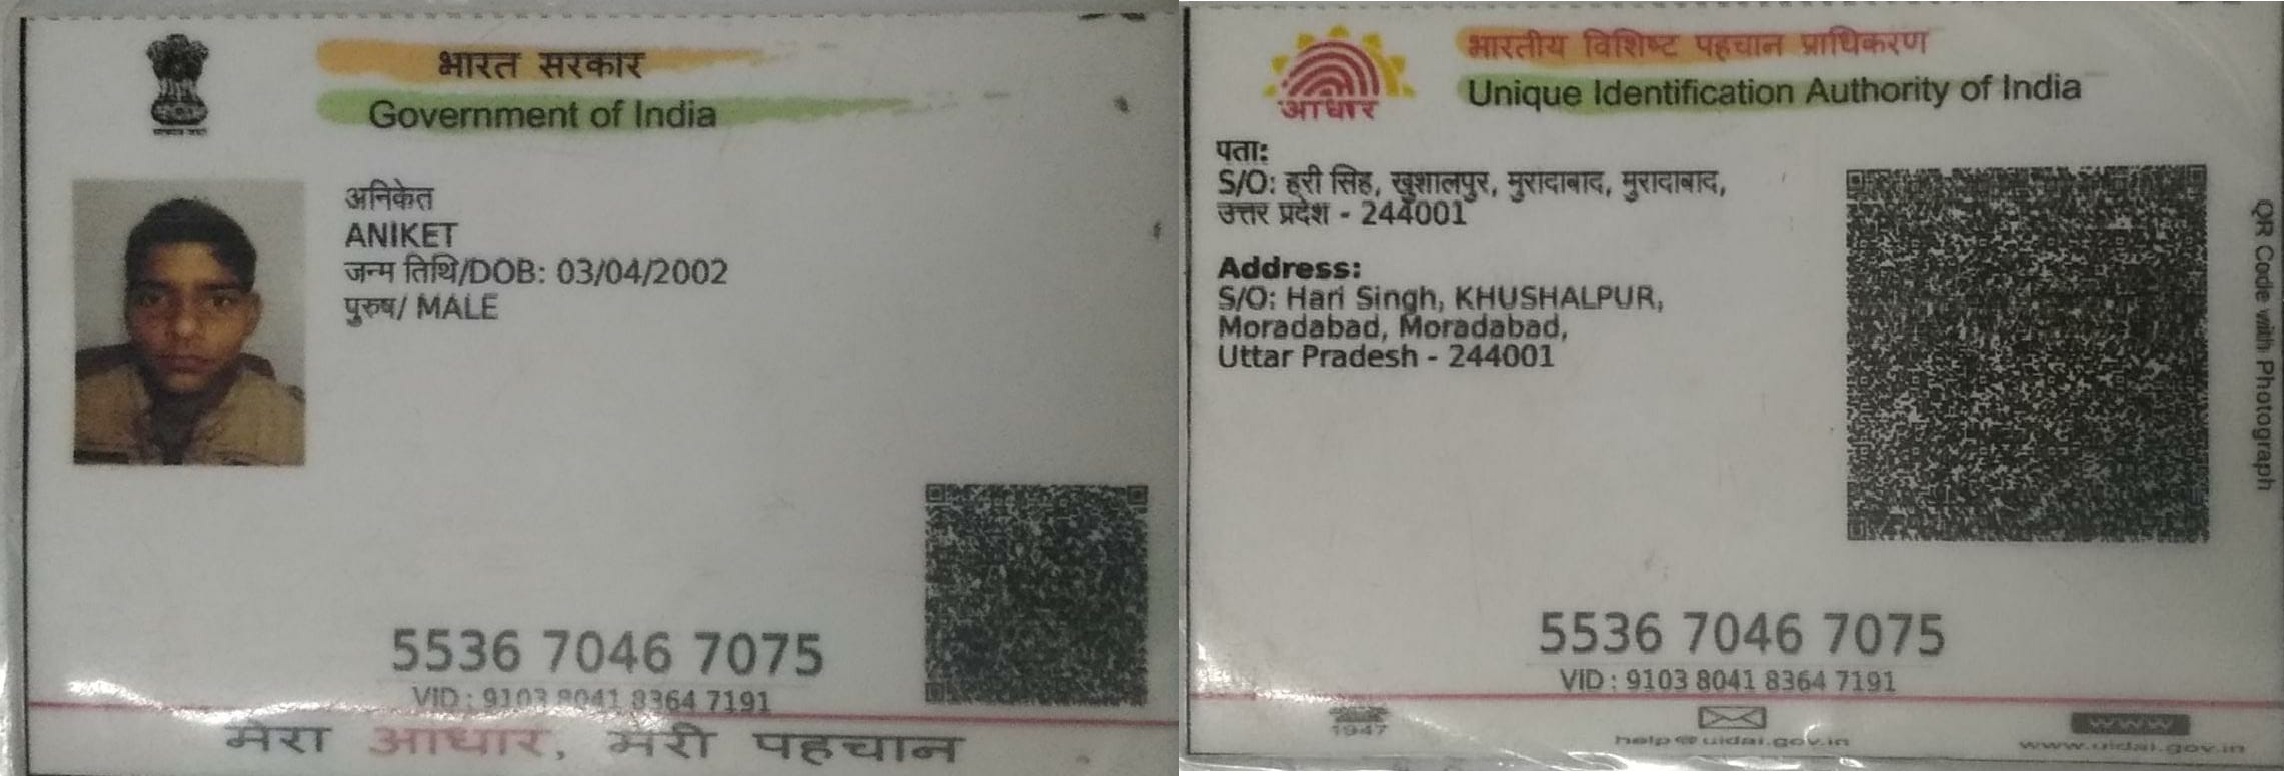 भारत सरकार
Government of India
अनिकेत
ANIKET
जन्म तिथि/DOB: 03/04/2002
पुरुष/ MALE
5536 7046 7075
VID : 9103 8041 8364 7191
मेरा आधार, मेरी पहचान
भारतीय विशिष्ट पहचान प्राधिकरण
Unique Identification Authority of India
आधार
पता:
S/O: हरी सिंह, खुशालपुर, मुरादाबाद, मुरादाबाद,
उत्तर प्रदेश - 244001
Address:
S/O: Hari Singh, KHUSHALPUR,
Moradabad, Moradabad,
Uttar Pradesh - 244001
QR Code with Photograph
5536 7046 7075
VID : 9103 8041 8364 7191
1947
help@uidai.gov.in
www
www.uidai.gov.in